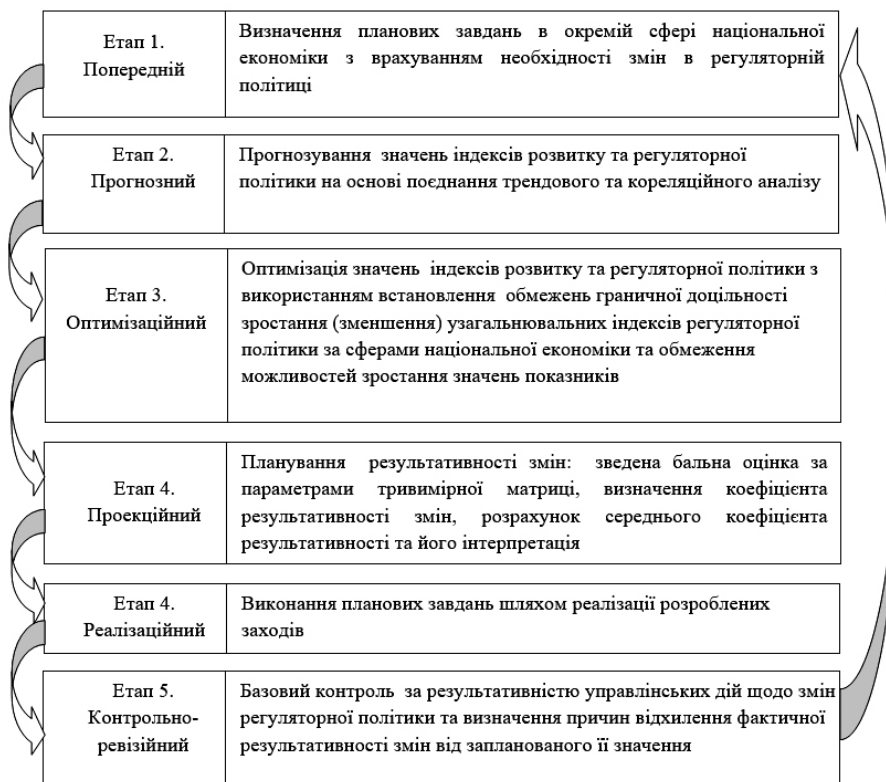 Етап 1.
Попередній
Визначення планових завдань в окремій сфері національної
економіки з врахуванням необхідності змін в регуляторній
політиці
Етап 2.
Прогнозний
Прогнозування значень індексів розвитку та регуляторної
політики на основі поєднання трендового та кореляційного аналізу
Етап 3.
Оптимізаційний
Оптимізація значень індексів розвитку та регуляторної політики з
використанням встановлення обмежень граничної доцільності
зростання (зменшення) узагальнювальних індексів регуляторної
політики за сферами національної економіки та обмеження
можливостей зростання значень показників
Етап 4.
Проекційний
Планування результативності змін: зведена бальна оцінка за
параметрами тривимірної матриці, визначення коефіцієнта
результативності змін, розрахунок середнього коефіцієнта
результативності та його інтерпретація
Етап 4.
Реалізаційний
Виконання планових завдань шляхом реалізації розроблених
заходів
Етап 5.
Контрольно-
ревізійний
Базовий контроль за результативністю управлінських дій щодо змін
регуляторної політики та визначення причин відхилення фактичної
результативності змін від запланованого її значення